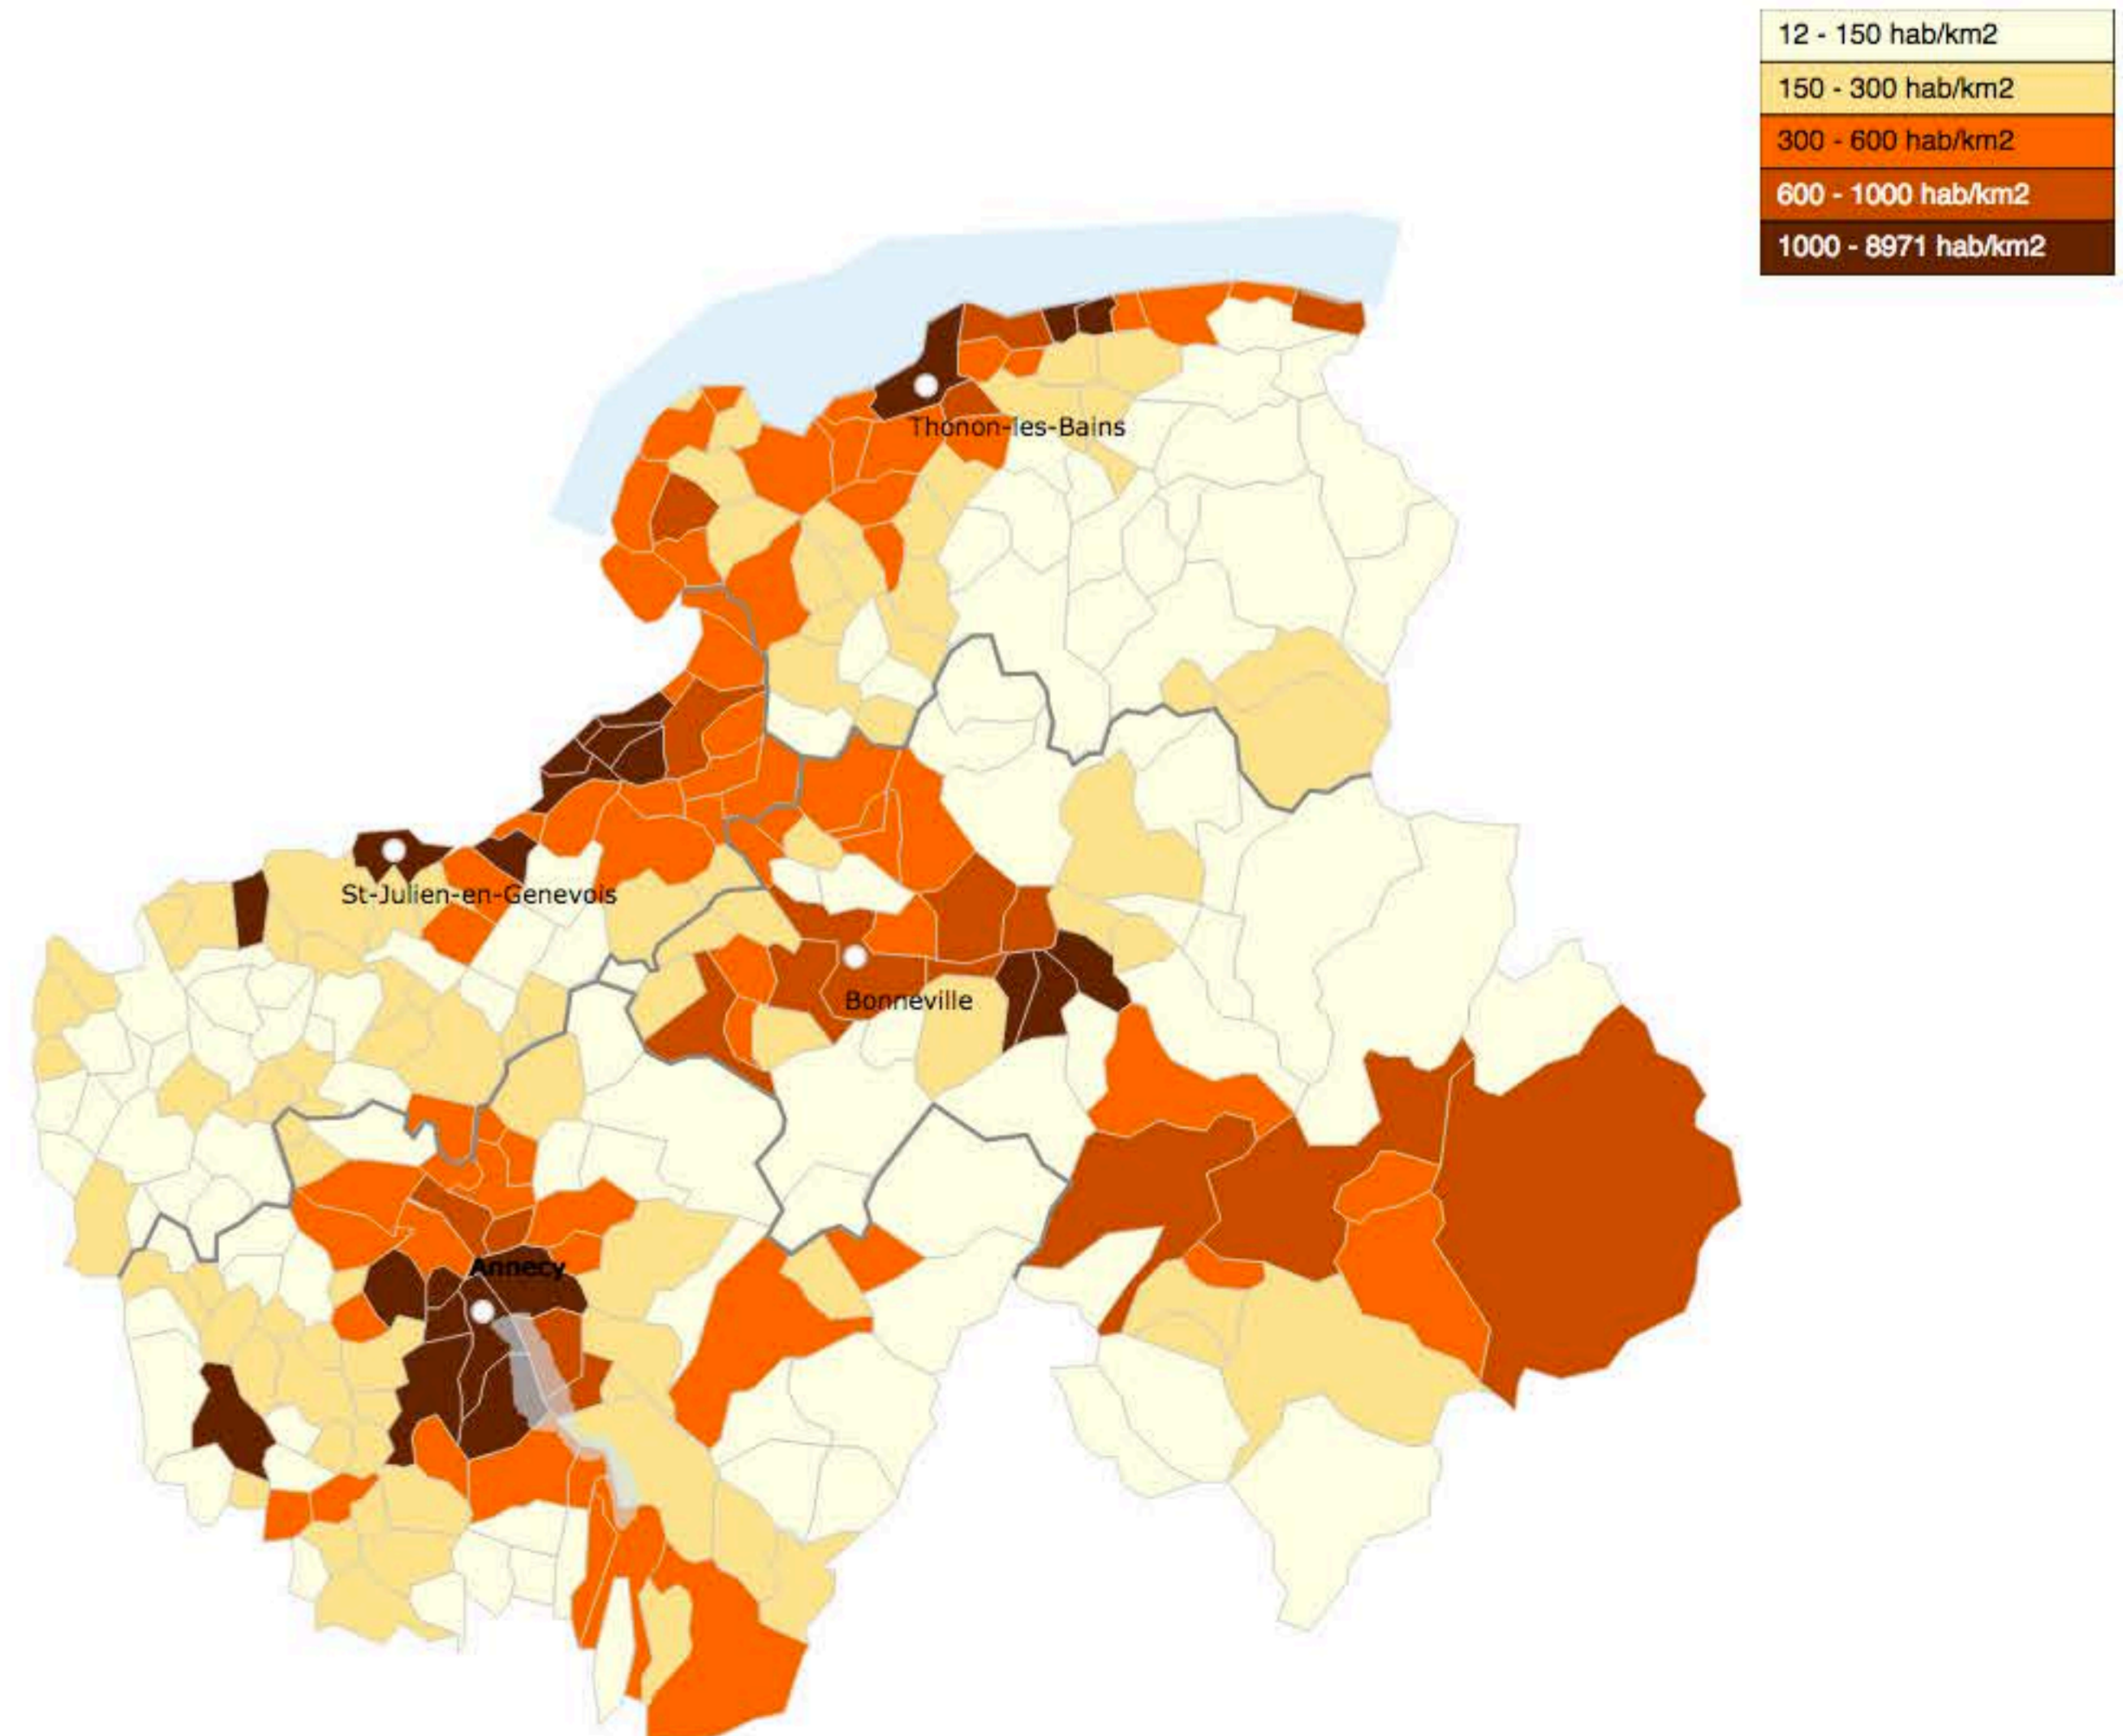 12 - 150 hab/km2
150 - 300 hab/km2
300 - 600 hab/km2
600 - 1000 hab/km2
1000 - 8971 hab/km2
Thonon-les-Bains
St-Julien-en-Genevois
Bonneville
Annecy